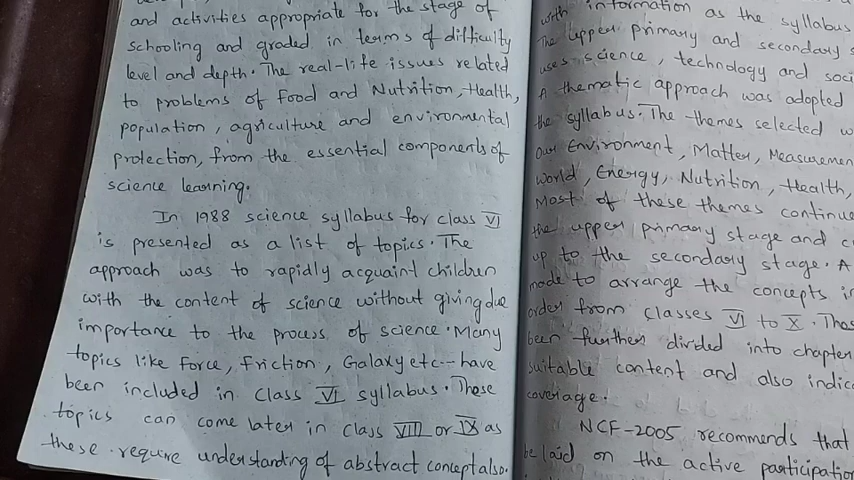 and activities appropriate for the stage of
schooling and graded in terms of difficulty
level and depth. The real-life issues related
to problems of Food and Nutrition, Health,
population, agriculture and environmental
protection, from the essential components of
science learning.
In 1988 science syllabus for class VI
is presented as a list of topics. The
approach was to rapidly acquaint children
with the content of science without giving due
importance to the process of science. Many
topics like Force, Friction, Galaxy etc-- have
been included in class VI syllabus. These
topics can come later in class VIII or IX as
these require understanding of abstract concept also.
with information as the syllabus
The upper primary and secondary
uses science, technology and
A thematic approach was adopted
the syllabus. The themes selected
our Environment, Matter,
world, Energy, Nutrition, Health,
Most of these themes
the upper primary stage and
up to the secondary stage. A
made to arrange the concepts
order from classes VI to X.
been further divided into
suitable content and also
coverage.
NCF-2005 recommends that
be laid on the active